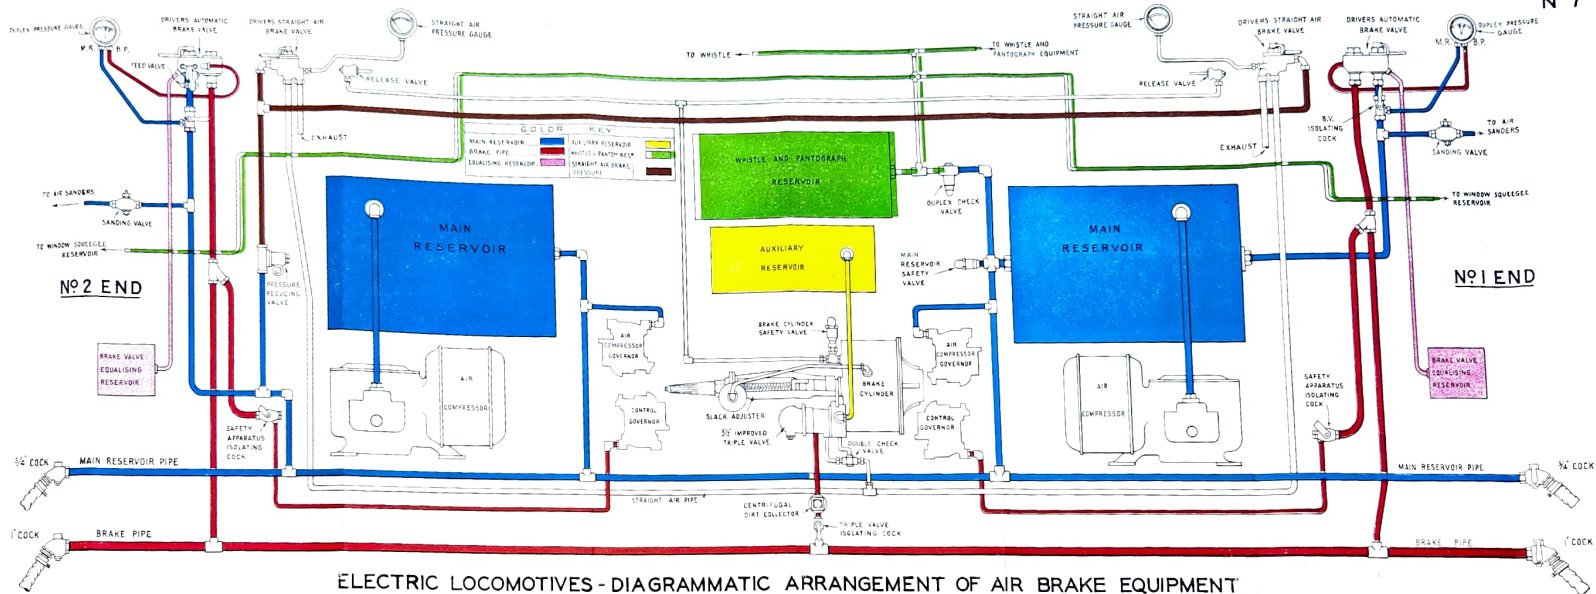 Nº 7
DUPLEX PRESSURE GAUGE
M.R.
B.P.
DRIVERS AUTOMATIC
BRAKE VALVE
FEED VALVE
DRIVERS STRAIGHT AIR
BRAKE VALVE
STRAIGHT AIR
PRESSURE GAUGE
RELEASE VALVE
EXHAUST
TO WHISTLE
TO WHISTLE AND
PANTOGRAPH EQUIPMENT
STRAIGHT AIR
PRESSURE GAUGE
RELEASE VALVE
DRIVERS STRAIGHT AIR
BRAKE VALVE
EXHAUST
DRIVERS AUTOMATIC
BRAKE VALVE
M.R.
B.P.
DUPLEX PRESSURE
GAUGE
B.V.
ISOLATING
COCK
TO AIR
SANDERS
SANDING VALVE
COLOR KEY
MAIN RESERVOIR
BRAKE PIPE
EQUALISING RESERVOIR
AUXILIARY RESERVOIR
WHISTLE & PANTOM RESR
STRAIGHT AIR BRAKE
PRESSURE
TO AIR SANDERS
SANDING VALVE
TO WINDOW SQUEEGEE
RESERVOIR
Nº 2 END
PRESSURE
REDUCING
VALVE
MAIN
RESERVOIR
WHISTLE AND PANTOGRAPH
RESERVOIR
DUPLEX CHECK
VALVE
AUXILIARY
RESERVOIR
MAIN
RESERVOIR
SAFETY
VALVE
MAIN
RESERVOIR
TO WINDOW SQUEEGEE
RESERVOIR
Nº 1 END
BRAKE VALVE
EQUALISING
RESERVOIR
AIR
COMPRESSOR
AIR
COMPRESSOR
GOVERNOR
CONTROL
GOVERNOR
BRAKE CYLINDER
SAFETY VALVE
BRAKE
CYLINDER
SLACK ADJUSTER
3½" IMPROVED
TRIPLE VALVE
DOUBLE CHECK
VALVE
AIR
COMPRESSOR
GOVERNOR
CONTROL
GOVERNOR
AIR
COMPRESSOR
SAFETY
APPARATUS
ISOLATING
COCK
BRAKE VALVE
EQUALISING
RESERVOIR
SAFETY
APPARATUS
ISOLATING
COCK
¾" COCK
MAIN RESERVOIR PIPE
STRAIGHT AIR PIPE
CENTRIFUGAL
DIRT COLLECTOR
TRIPLE VALVE
ISOLATING COCK
MAIN RESERVOIR PIPE
¾" COCK
1" COCK
BRAKE PIPE
BRAKE PIPE
1" COCK
ELECTRIC LOCOMOTIVES - DIAGRAMMATIC ARRANGEMENT OF AIR BRAKE EQUIPMENT